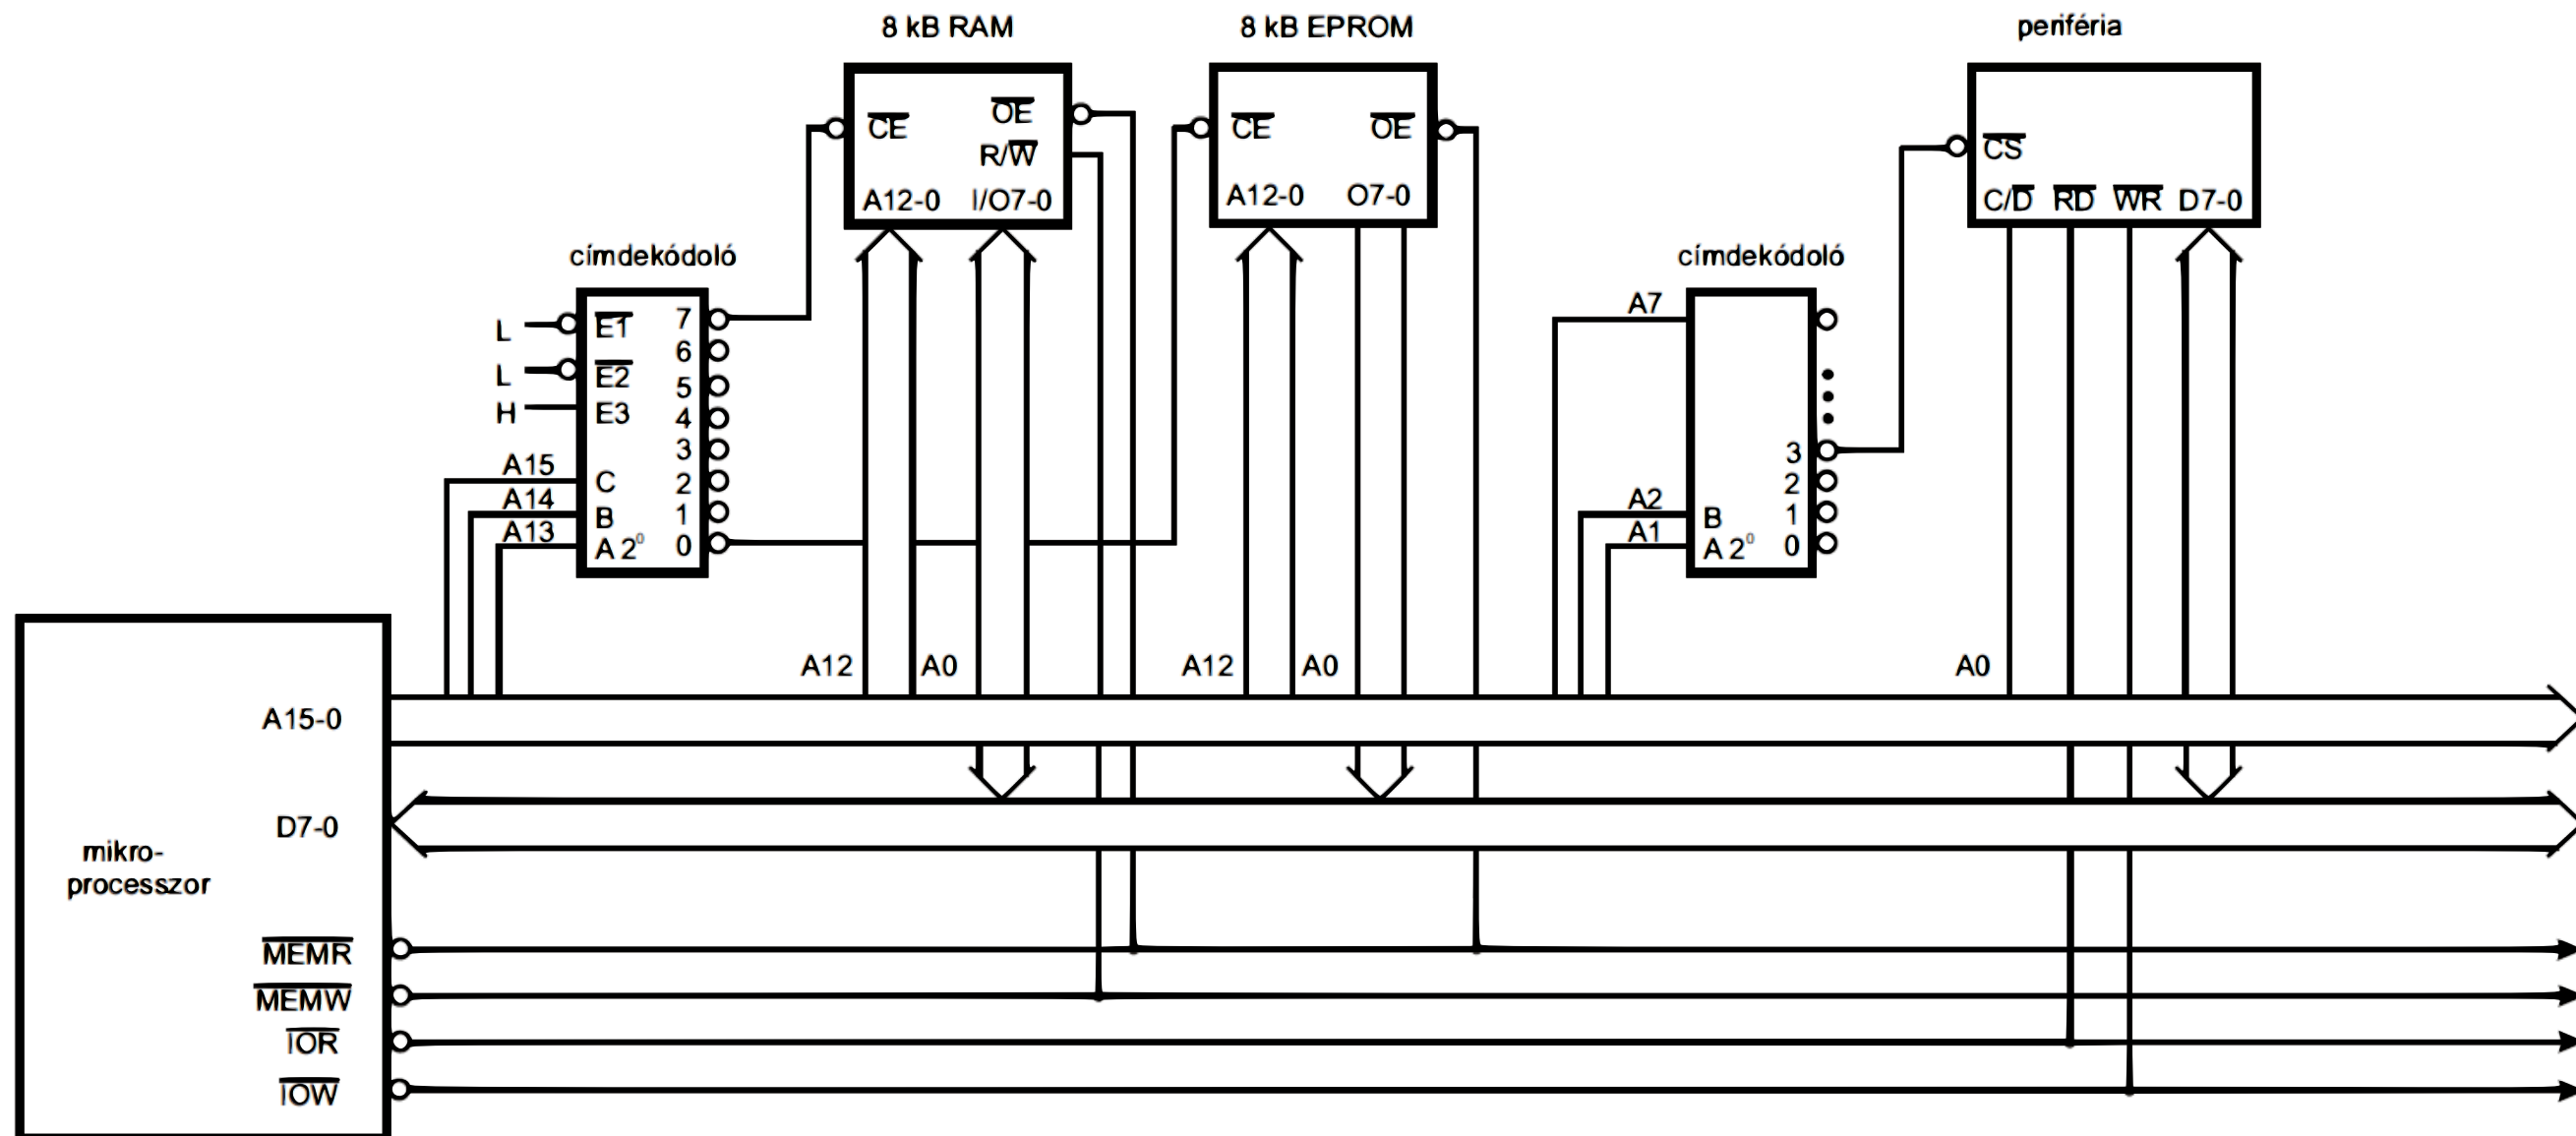 8 kB RAM
8 kB EPROM
periféria
CE
OE
R/W
A12-0
I/O7-0
CE
OE
A12-0
O7-0
CS
C/D
RD
WR
D7-0
címdekódoló
L
L
H
E1
E2
E3
A15
C
A14
B
A13
A 2⁰
7
6
5
4
3
2
1
0
címdekódoló
A7
A2
B
A1
A 2⁰
3
2
1
0
A12
A0
A12
A0
A0
A15-0
D7-0
mikro-
processzor
MEMR
MEMW
IOR
IOW